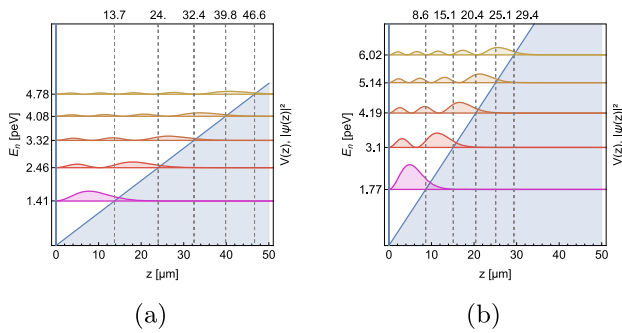 13.7 24. 32.4 39.8 46.6
4.78
4.08
3.32
2.46
1.41
E_n [peV]
V(z), |ψ(z)|²
0 10 20 30 40 50
z [μm]
(a)
8.6 15.1 20.4 25.1 29.4
6.02
5.14
4.19
3.1
1.77
E_n [peV]
V(z), |ψ(z)|²
0 10 20 30 40 50
z [μm]
(b)